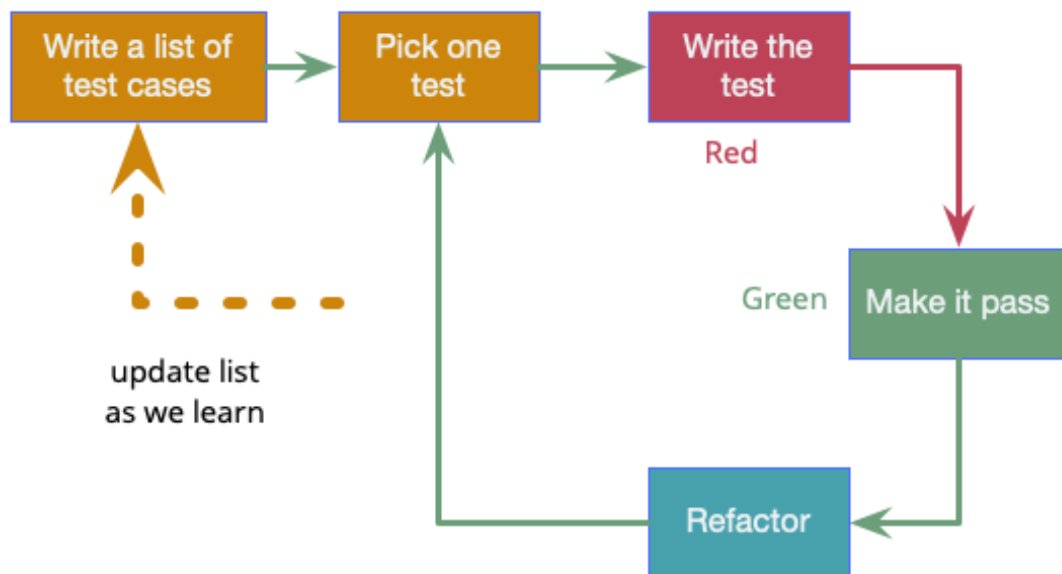 Write a list of
test cases
Pick one
test
Write the
test
Red
Green
Make it pass
update list
as we learn
Refactor